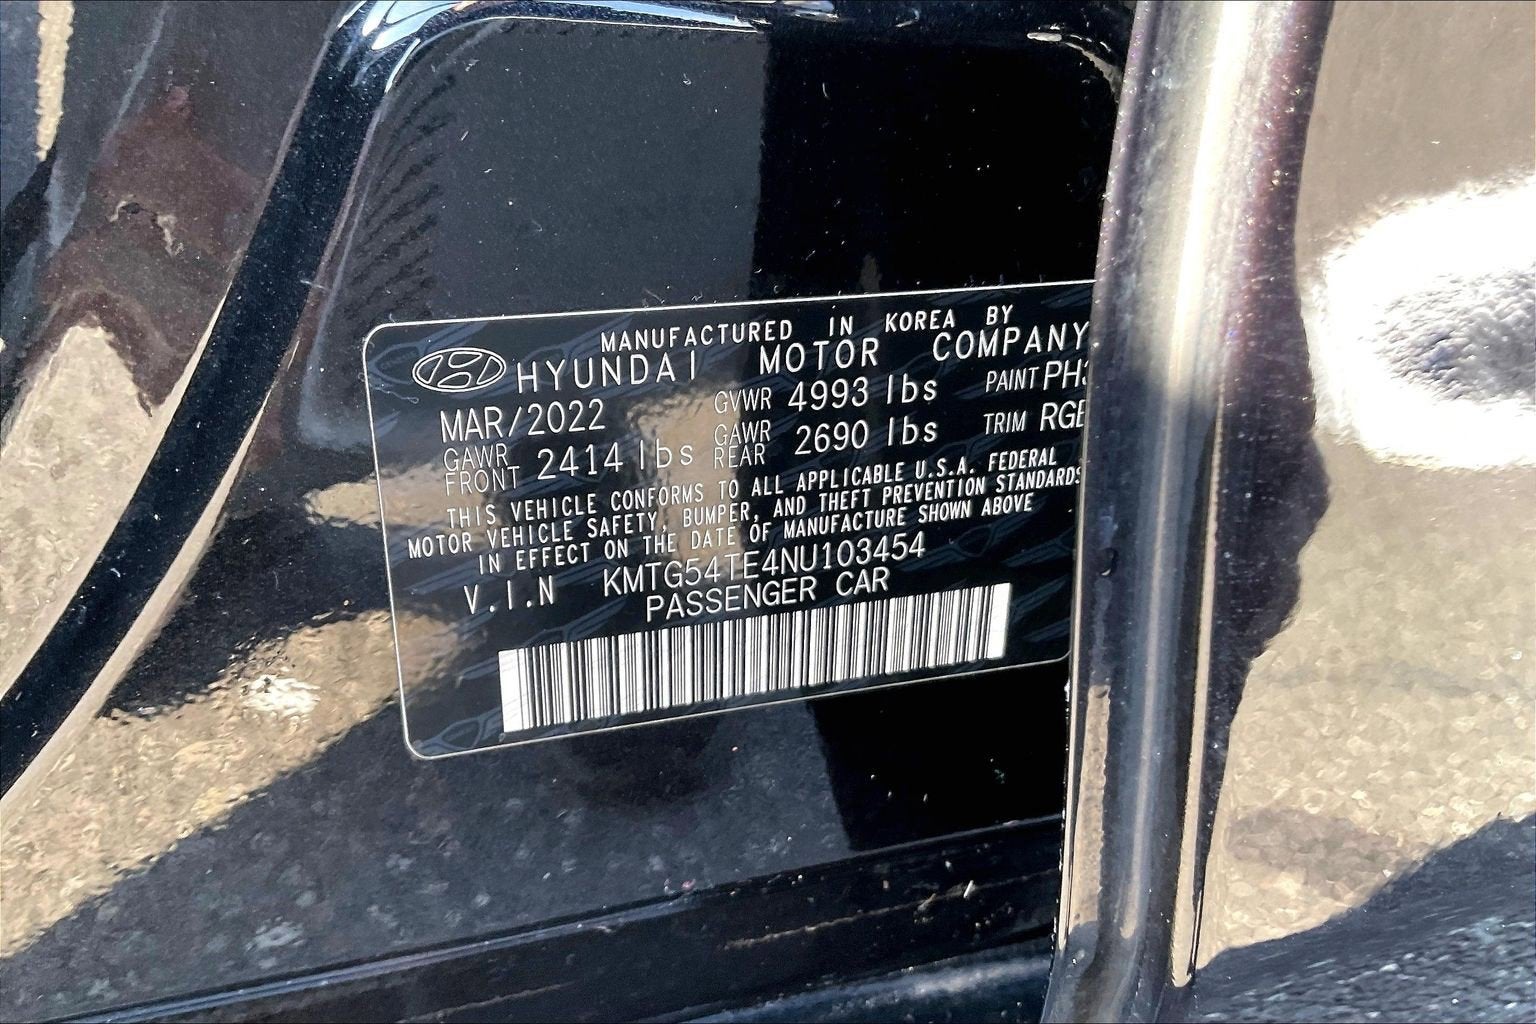 MANUFACTURED IN KOREA BY
HYUNDAI MOTOR COMPANY
MAR/2022 GVWR 4993 lbs PAINT PH3
GAWR FRONT 2414 lbs GAWR REAR 2690 lbs TRIM RGE
THIS VEHICLE CONFORMS TO ALL APPLICABLE U.S.A. FEDERAL
MOTOR VEHICLE SAFETY, BUMPER, AND THEFT PREVENTION STANDARDS
IN EFFECT ON THE DATE OF MANUFACTURE SHOWN ABOVE
V.I.N KMTG54TE4NU103454
PASSENGER CAR